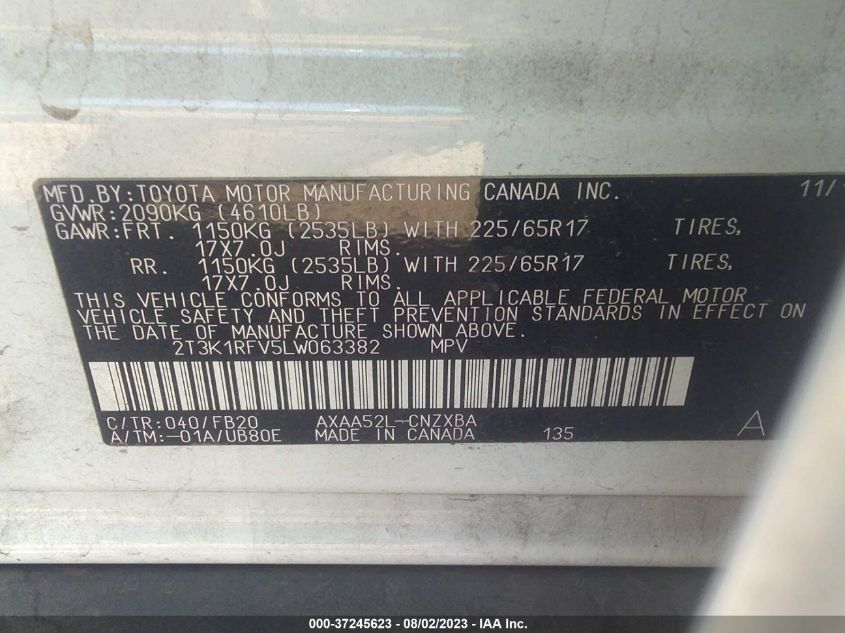 MFD.BY:TOYOTA MOTOR MANUFACTURING CANADA INC. 11/
GVWR:2090KG (4610LB)
GAWR:FRT. 1150KG (2535LB) WITH 225/65R17 TIRES,
17X7.0J RIMS.
RR. 1150KG (2535LB) WITH 225/65R17 TIRES,
17X7.0J RIMS.
THIS VEHICLE CONFORMS TO ALL APPLICABLE FEDERAL MOTOR
VEHICLE SAFETY AND THEFT PREVENTION STANDARDS IN EFFECT ON
THE DATE OF MANUFACTURE SHOWN ABOVE.
2T3K1RFV5LW063382 MPV
C/TR:040/FB20 AXAA52L-CNZXBA
A/TM:-01A/UB80E MADE IN CANADA 135 A
000-37245623 - 08/02/2023 - IAA Inc.